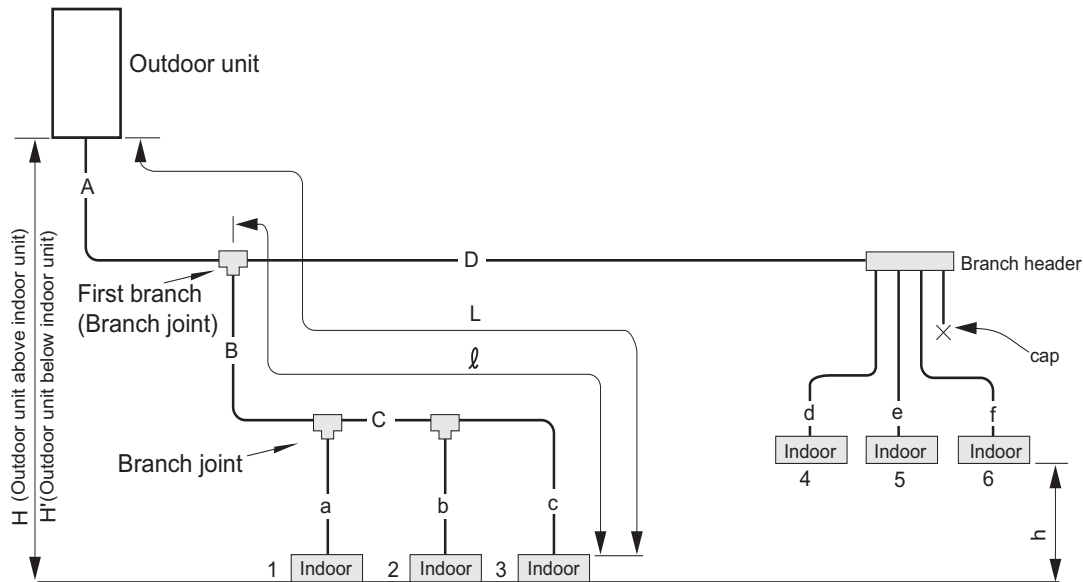 Outdoor unit
A
H (Outdoor unit above indoor unit)
H'(Outdoor unit below indoor unit)
First branch
(Branch joint)
D
Branch header
L
B
ℓ
cap
C
d
e
f
Branch joint
Indoor
Indoor
Indoor
4
5
6
a
b
c
h
1
Indoor
2
Indoor
3
Indoor